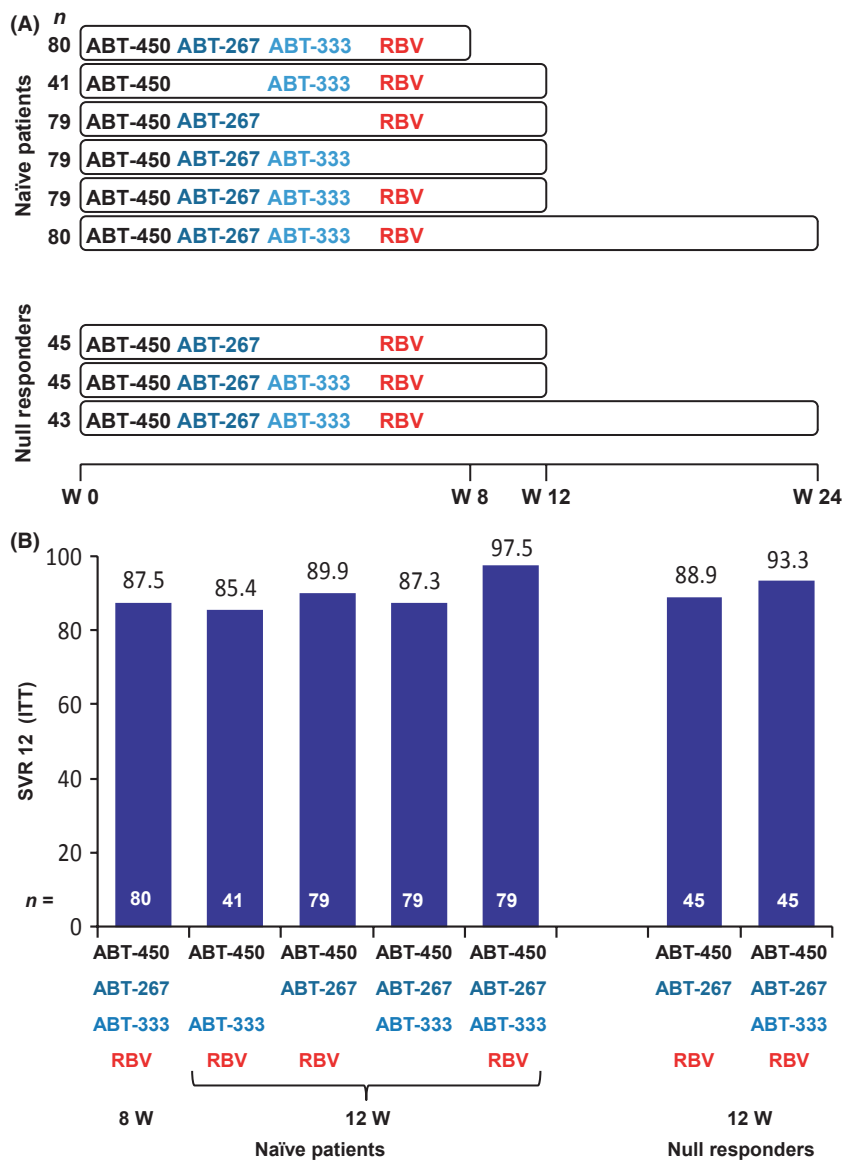 (A)
n
Naïve patients
80 ABT-450 ABT-267 ABT-333 RBV
41 ABT-450 ABT-333 RBV
79 ABT-450 ABT-267 RBV
79 ABT-450 ABT-267 ABT-333
79 ABT-450 ABT-267 ABT-333 RBV
80 ABT-450 ABT-267 ABT-333 RBV
Null responders
45 ABT-450 ABT-267 RBV
45 ABT-450 ABT-267 ABT-333 RBV
43 ABT-450 ABT-267 ABT-333 RBV
W 0 W 8 W 12 W 24
(B)
SVR 12 (ITT)
100
80
60
40
20
0
87.5 85.4 89.9 87.3 97.5 88.9 93.3
n = 80 41 79 79 79 45 45
ABT-450 ABT-450 ABT-450 ABT-450 ABT-450 ABT-450 ABT-450
ABT-267 ABT-267 ABT-267 ABT-267 ABT-267 ABT-267
ABT-333 ABT-333 ABT-333 ABT-333 ABT-333
RBV RBV RBV RBV RBV RBV
8 W 12 W 12 W
Naïve patients Null responders